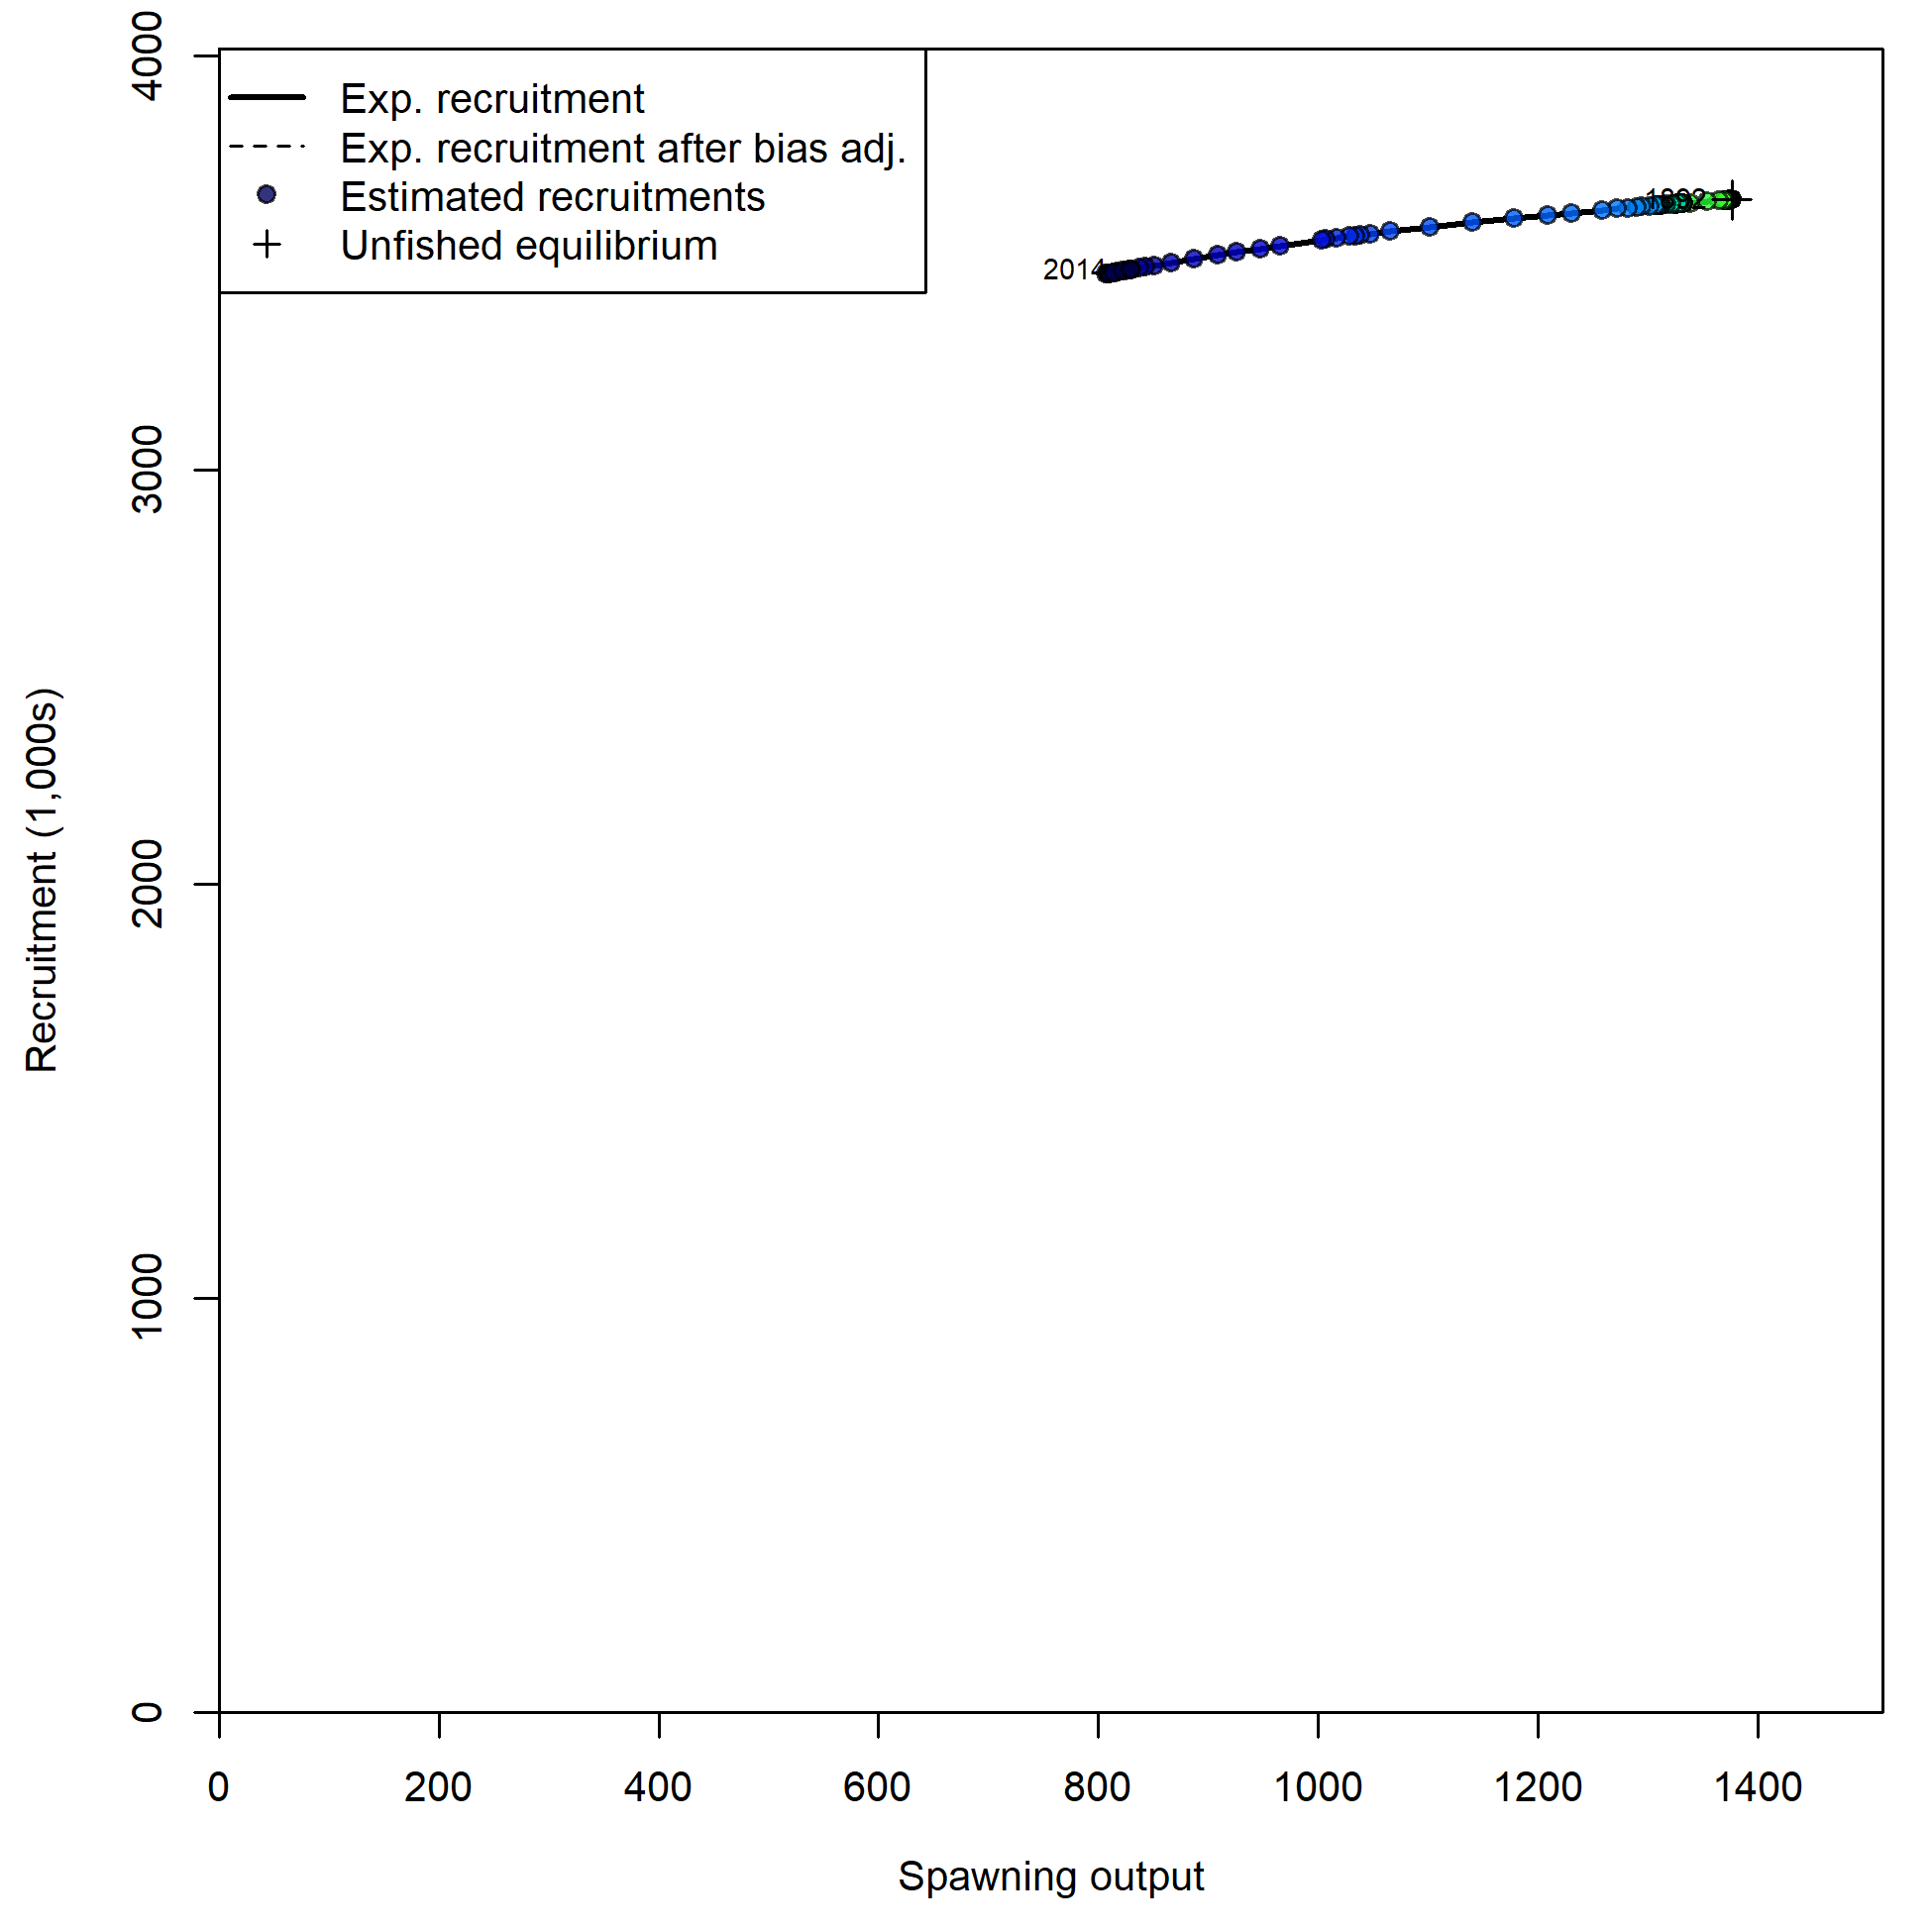 Exp. recruitment
Exp. recruitment after bias adj.
Estimated recruitments
Unfished equilibrium
4000
3000
2000
1000
0
Recruitment (1,000s)
2014
0 200 400 600 800 1000 1200 1400
Spawning output